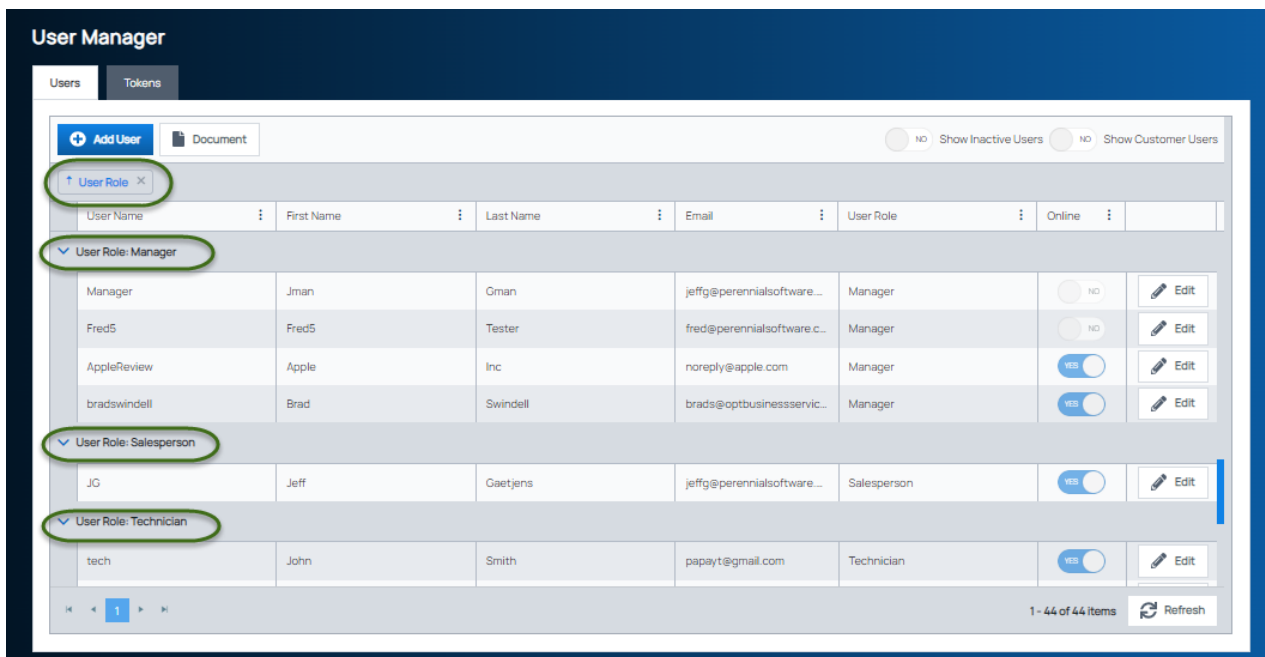 User Manager
Users Tokens
Add User Document NO Show Inactive Users NO Show Customer Users
↑ User Role ×
User Name First Name Last Name Email User Role Online
User Role: Manager
Manager Jman Gman jeffg@perennialsoftware.... Manager NO Edit
Fred5 Fred5 Tester fred@perennialsoftware.c... Manager NO Edit
AppleReview Apple Inc noreply@apple.com Manager YES Edit
bradswindell Brad Swindell brads@optbusinessservic... Manager YES Edit
User Role: Salesperson
JG Jeff Gaetjens jeffg@perennialsoftware.... Salesperson YES Edit
User Role: Technician
tech John Smith papayt@gmail.com Technician YES Edit
1 1 - 44 of 44 items Refresh